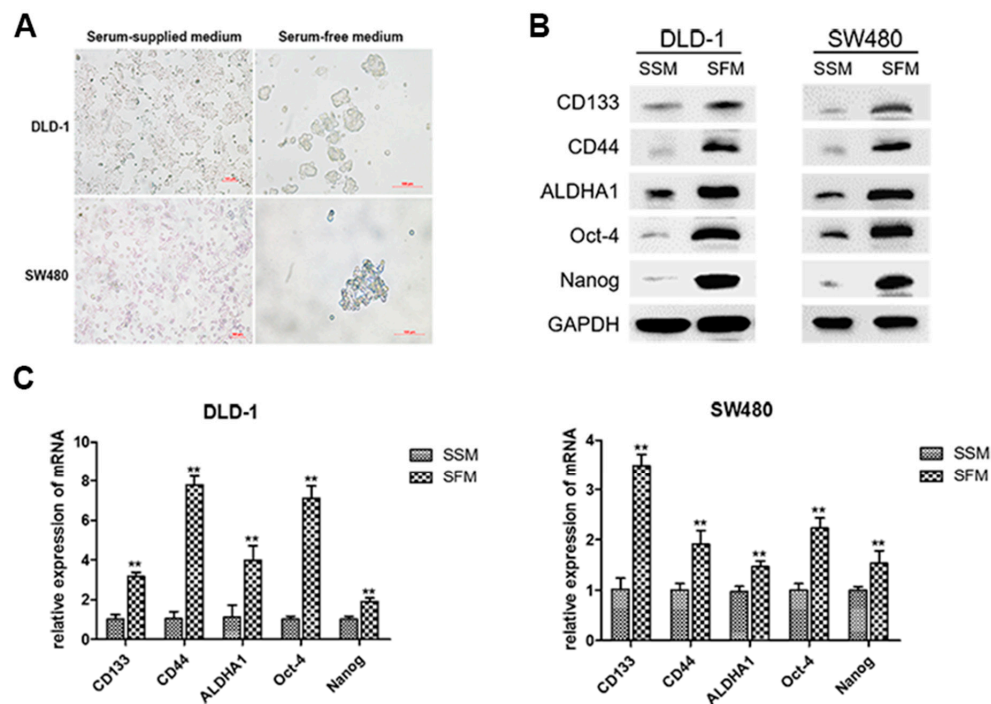 A
Serum-supplied medium Serum-free medium
DLD-1
SW480
B
DLD-1 SW480
SSM SFM SSM SFM
CD133
CD44
ALDHA1
Oct-4
Nanog
GAPDH
C
DLD-1
relative expression of mRNA
10
8
6
4
2
0
** ** ** ** **
CD133 CD44 ALDHA1 Oct-4 Nanog
SSM
SFM
SW480
relative expression of mRNA
4
3
2
1
0
** ** ** ** **
CD133 CD44 ALDHA1 Oct-4 Nanog
SSM
SFM